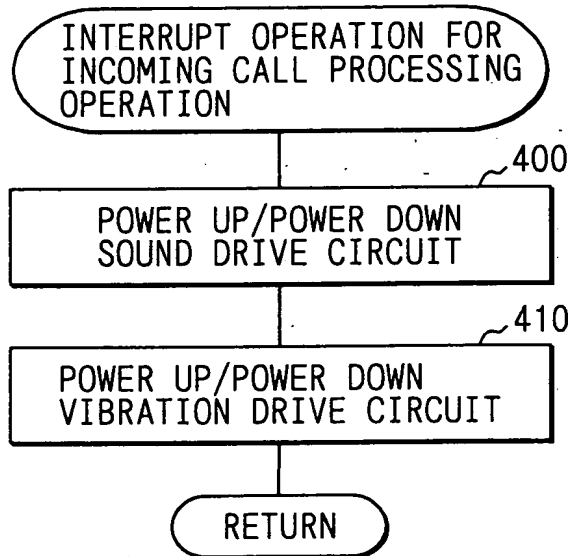 INTERRUPT OPERATION FOR
INCOMING CALL PROCESSING
OPERATION
400
POWER UP/POWER DOWN
SOUND DRIVE CIRCUIT
410
POWER UP/POWER DOWN
VIBRATION DRIVE CIRCUIT
RETURN